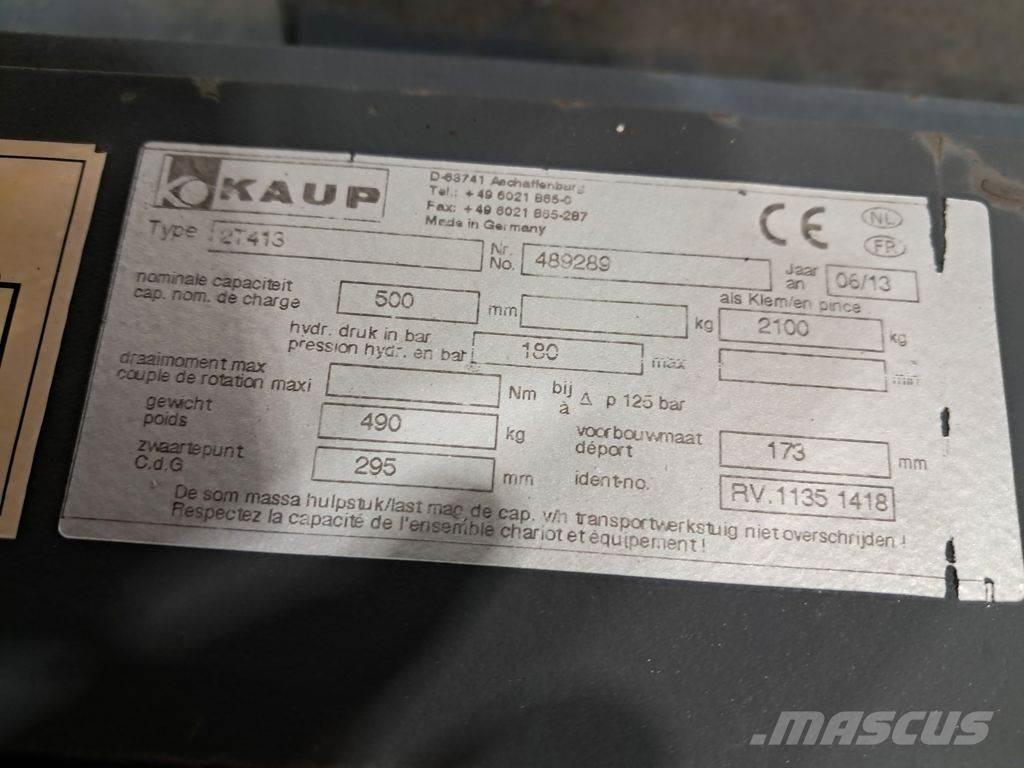 KAUP
D-63741 Aschaffenburg
Tel.: +49 6021 865-0
Fax: +49 6021 865-287
Made in Germany
CE
NL
FR
Type 2T413
Nr. No. 489289
Jaar an 06/13
nominale capaciteit
cap. nom. de charge 500 mm kg
als Klem/en pince
2100 kg
hydr. druk in bar
pression hydr. en bar 180 max min
draaimoment max
couple de rotation maxi Nm bij à Δ p 125 bar
gewicht
poids 490 kg
voorbouwmaat
déport 173 mm
zwaartepunt
C.d.G 295 mm
ident-no. RV.1135 1418
De som massa hulpstuk/last mag de cap. v/h transportwerkstuig niet overschrijden !
Respectez la capacité de l'ensemble chariot et équipement !
.MASCUS